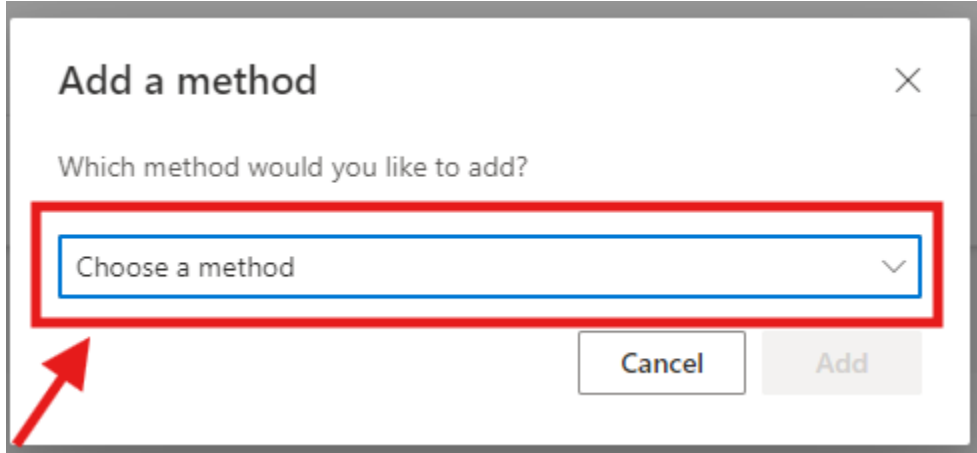 Add a method
Which method would you like to add?
Choose a method
Cancel
Add